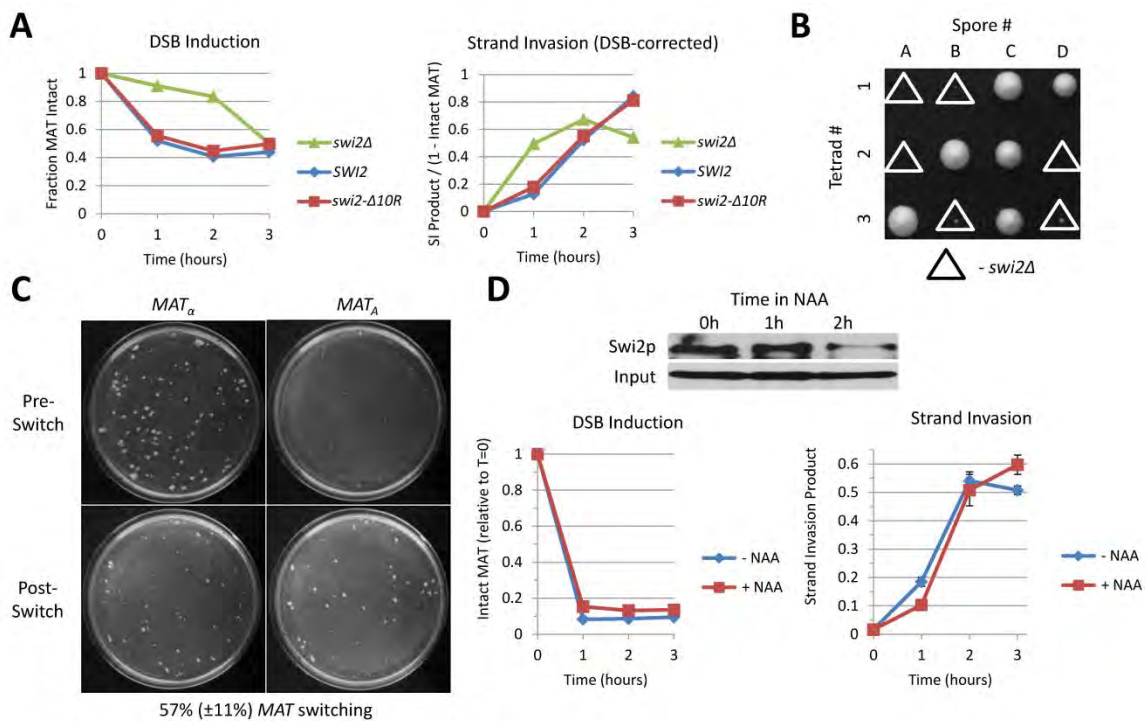 A
DSB Induction
Fraction MAT Intact
1
0.8
0.6
0.4
0.2
0
0 1 2 3
Time (hours)
swi2Δ
SWI2
swi2-Δ10R
Strand Invasion (DSB-corrected)
SI Product / (1 - Intact MAT)
1
0.8
0.6
0.4
0.2
0
0 1 2 3
Time (hours)
swi2Δ
SWI2
swi2-Δ10R
B
Spore #
A B C D
Tetrad #
1
2
3
- swi2Δ
C
MATα
MATA
Pre-
Switch
Post-
Switch
57% (±11%) MAT switching
D
Time in NAA
0h 1h 2h
Swi2p
Input
DSB Induction
Intact MAT (relative to T=0)
1
0.8
0.6
0.4
0.2
0
0 1 2 3
Time (hours)
- NAA
+ NAA
Strand Invasion
Strand Invasion Product
0.6
0.5
0.4
0.3
0.2
0.1
0
0 1 2 3
Time (hours)
- NAA
+ NAA